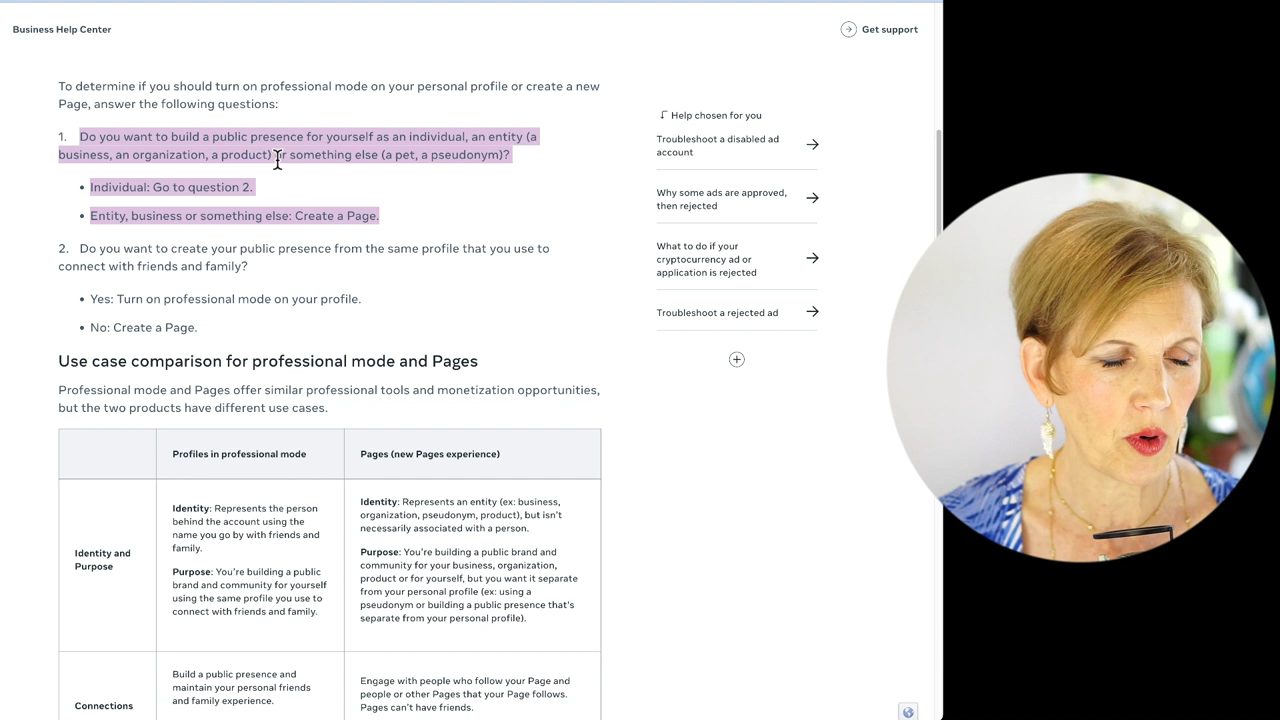 Business Help Center
Get support
To determine if you should turn on professional mode on your personal profile or create a new
Page, answer the following questions:
1. Do you want to build a public presence for yourself as an individual, an entity (a
business, an organization, a product) or something else (a pet, a pseudonym)?
• Individual: Go to question 2.
• Entity, business or something else: Create a Page.
2. Do you want to create your public presence from the same profile that you use to
connect with friends and family?
• Yes: Turn on professional mode on your profile.
• No: Create a Page.
Use case comparison for professional mode and Pages
Professional mode and Pages offer similar professional tools and monetization opportunities,
but the two products have different use cases.
Profiles in professional mode
Pages (new Pages experience)
Identity and
Purpose
Identity: Represents the person
behind the account using the
name you go by with friends and
family.
Purpose: You're building a public
brand and community for yourself
using the same profile you use to
connect with friends and family.
Identity: Represents an entity (ex: business,
organization, pseudonym, product), but isn't
necessarily associated with a person.
Purpose: You're building a public brand and
community for your business, organization,
product or for yourself, but you want it separate
from your personal profile (ex: using a
pseudonym or building a public presence that's
separate from your personal profile).
Connections
Build a public presence and
maintain your personal friends
and family experience.
Engage with people who follow your Page and
people or other Pages that your Page follows.
Pages can't have friends.
Help chosen for you
Troubleshoot a disabled ad
account
Why some ads are approved,
then rejected
What to do if your
cryptocurrency ad or
application is rejected
Troubleshoot a rejected ad